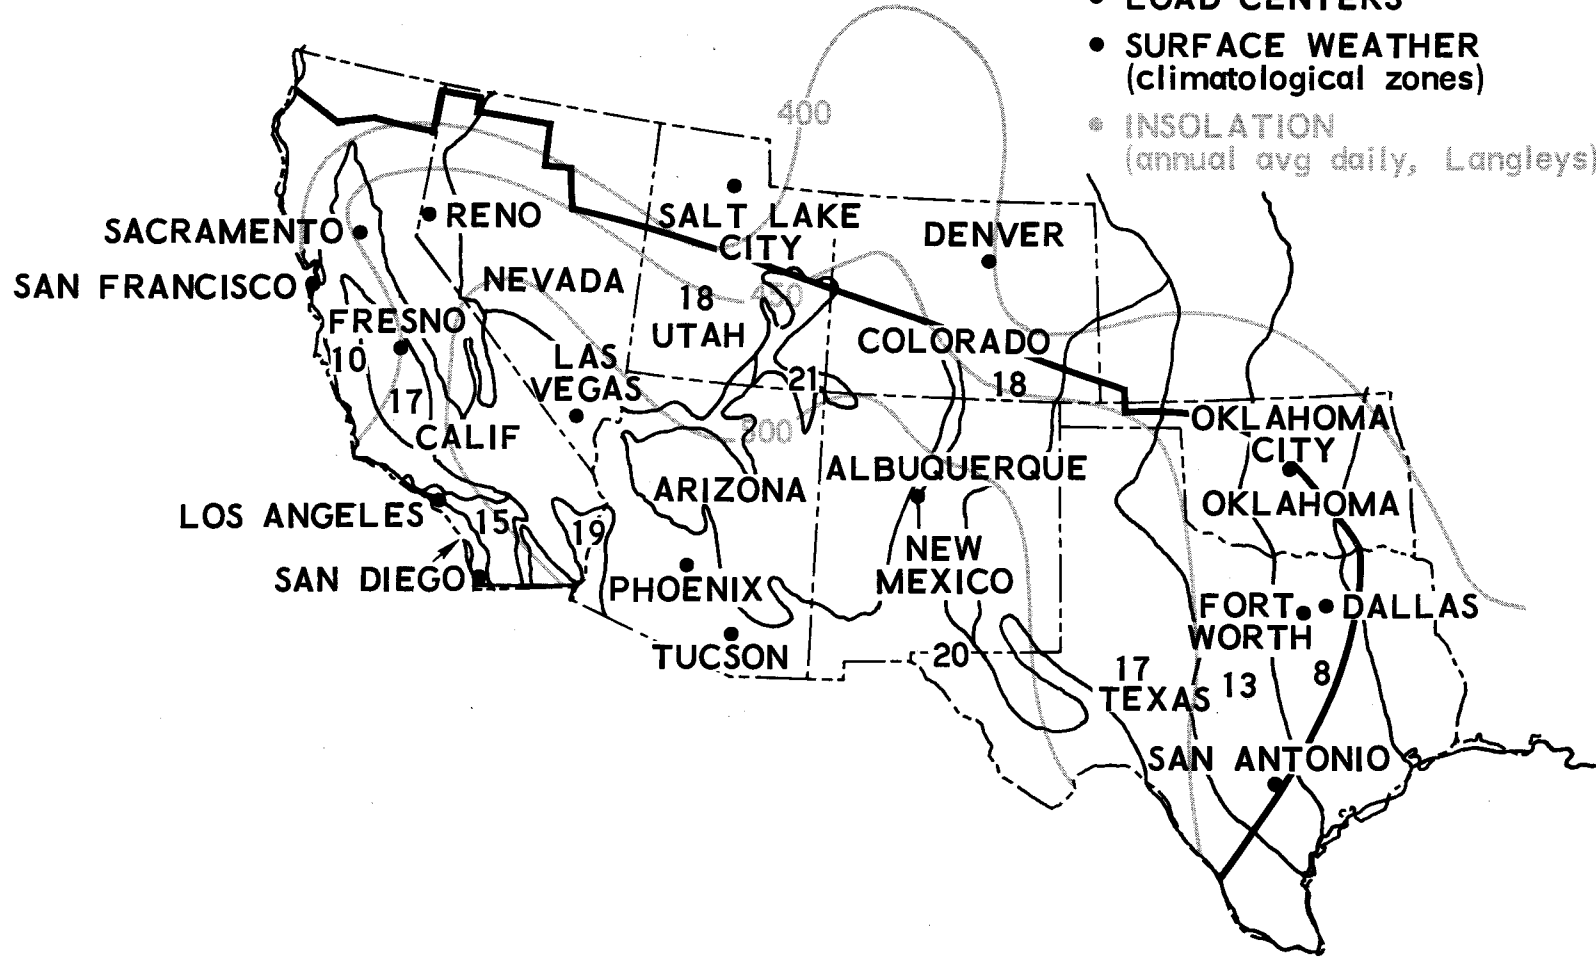 • LOAD CENTERS
• SURFACE WEATHER
(climatological zones)
• INSOLATION
(annual avg daily, Langleys)
400
SACRAMENTO
RENO
SALT LAKE
CITY
DENVER
SAN FRANCISCO
NEVADA
18
450
UTAH
FRESNO
COLORADO
10
LAS
VEGAS
21
18
17
CALIF
500
OKLAHOMA
CITY
ALBUQUERQUE
ARIZONA
OKLAHOMA
LOS ANGELES
15
19
NEW
MEXICO
SAN DIEGO
PHOENIX
FORT
WORTH
DALLAS
TUCSON
20
17
TEXAS
13
8
SAN ANTONIO